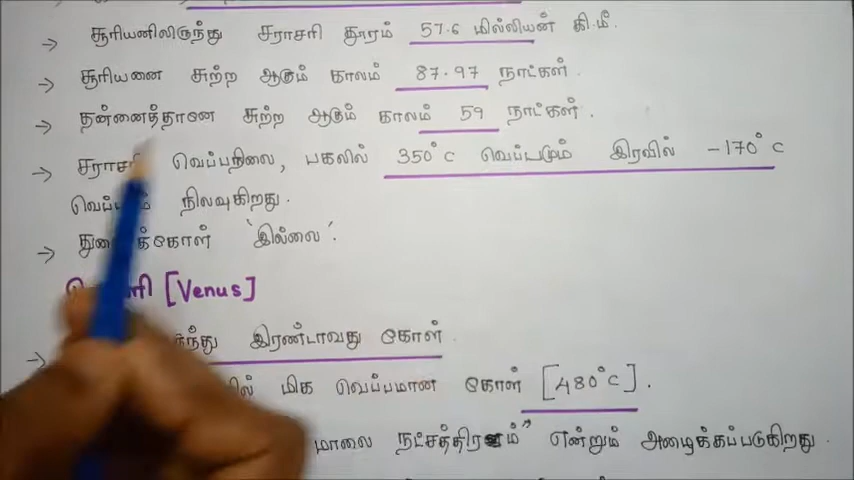 → சூரியனிலிருந்து சராசரி தூரம் 57.6 மில்லியன் கி.மீ.
→ சூரியனை சுற்ற ஆகும் காலம் 87.97 நாட்கள்.
→ தன்னைத்தானே சுற்ற ஆகும் காலம் 59 நாட்கள்.
→ வெப்பநிலை, பகலில் 350°C வெப்பமும் இரவில் -170°C
நிலவுகிறது.
→ 'இல்லை'.
[Venus]
→ இரண்டாவது கோள்.
மிக வெப்பமான கோள் [480°C].
மாலை நட்சத்திரம்" என்றும் அழைக்கப்படுகிறது.